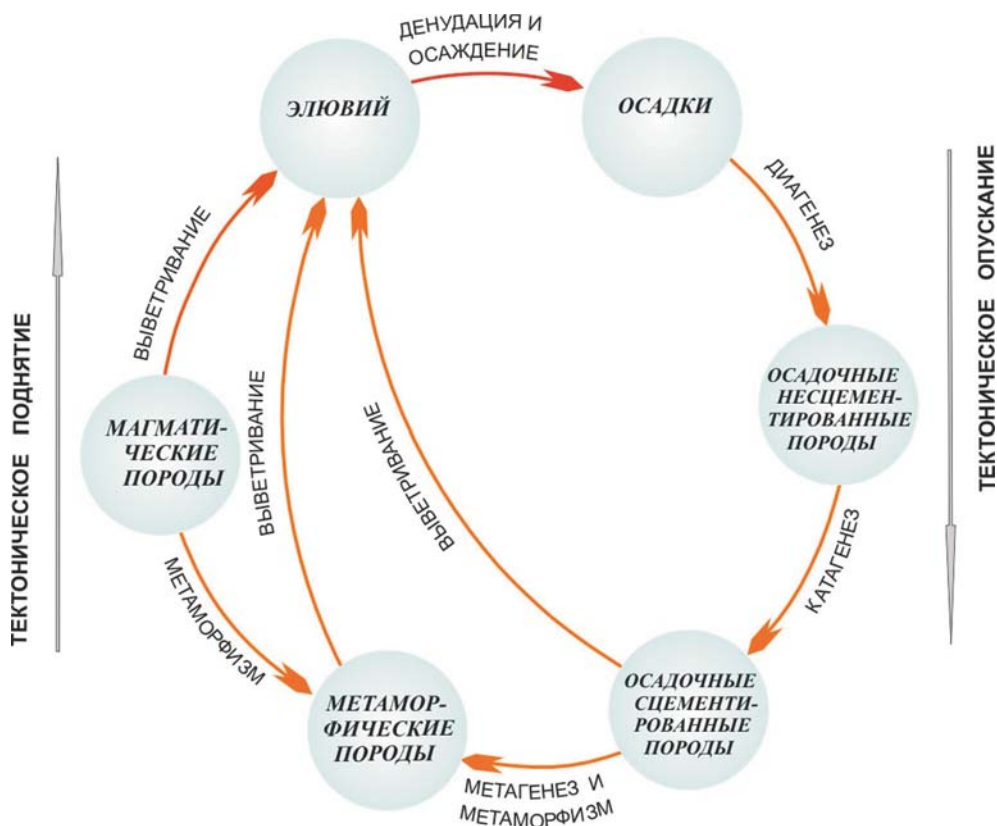 ДЕНУДАЦИЯ И
ОСАЖДЕНИЕ
ЭЛЮВИЙ
ОСАДКИ
ДИАГЕНЕЗ
ТЕКТОНИЧЕСКОЕ ОПУСКАНИЕ
ОСАДОЧНЫЕ
НЕСЦЕМЕН-
ТИРОВАННЫЕ
ПОРОДЫ
КАТАГЕНЕЗ
ОСАДОЧНЫЕ
СЦЕМЕНТИ-
РОВАННЫЕ
ПОРОДЫ
МЕТАГЕНЕЗ И
МЕТАМОРФИЗМ
МЕТАМОР-
ФИЧЕСКИЕ
ПОРОДЫ
МЕТАМОРФИЗМ
МАГМАТИ-
ЧЕСКИЕ
ПОРОДЫ
ВЫВЕТРИВАНИЕ
ВЫВЕТРИВАНИЕ
ВЫВЕТРИВАНИЕ
ТЕКТОНИЧЕСКОЕ ПОДНЯТИЕ